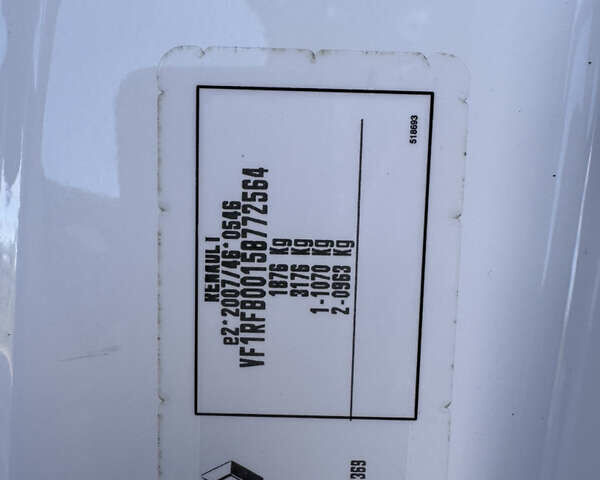 RENAULT
e2*2007/46*0546
VF1RFB00158772564
1876 Kg
3176 Kg
1-1070 Kg
2-0963 Kg
518693
369